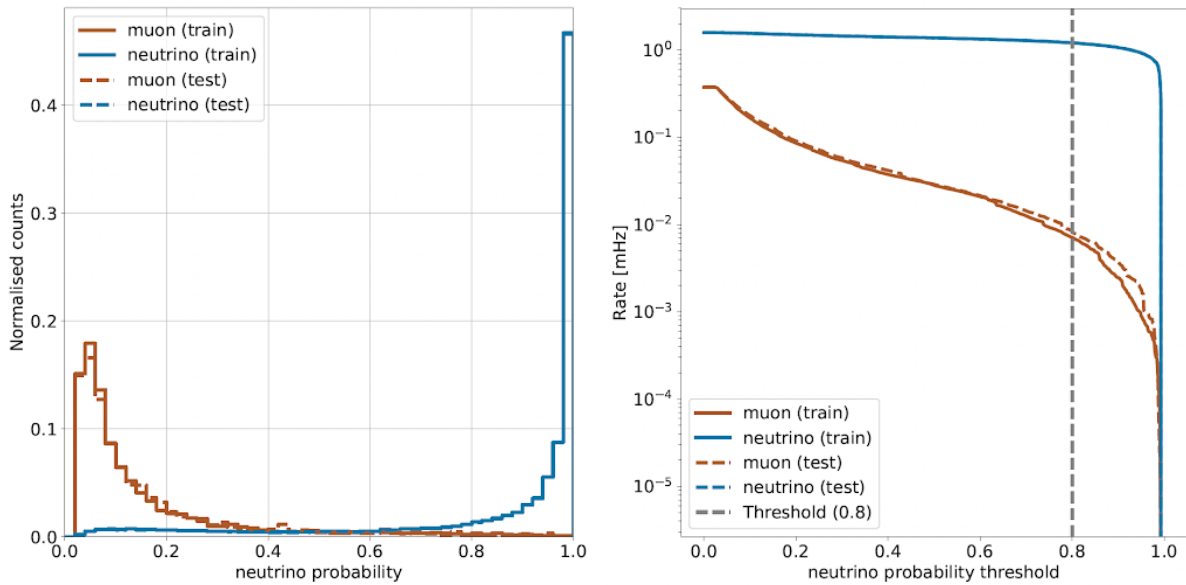 muon (train)
neutrino (train)
muon (test)
neutrino (test)
Normalised counts
0.4
0.3
0.2
0.1
0.0
0.0 0.2 0.4 0.6 0.8 1.0
neutrino probability
Rate [mHz]
10⁰
10⁻¹
10⁻²
10⁻³
10⁻⁴
10⁻⁵
muon (train)
neutrino (train)
muon (test)
neutrino (test)
Threshold (0.8)
0.0 0.2 0.4 0.6 0.8 1.0
neutrino probability threshold